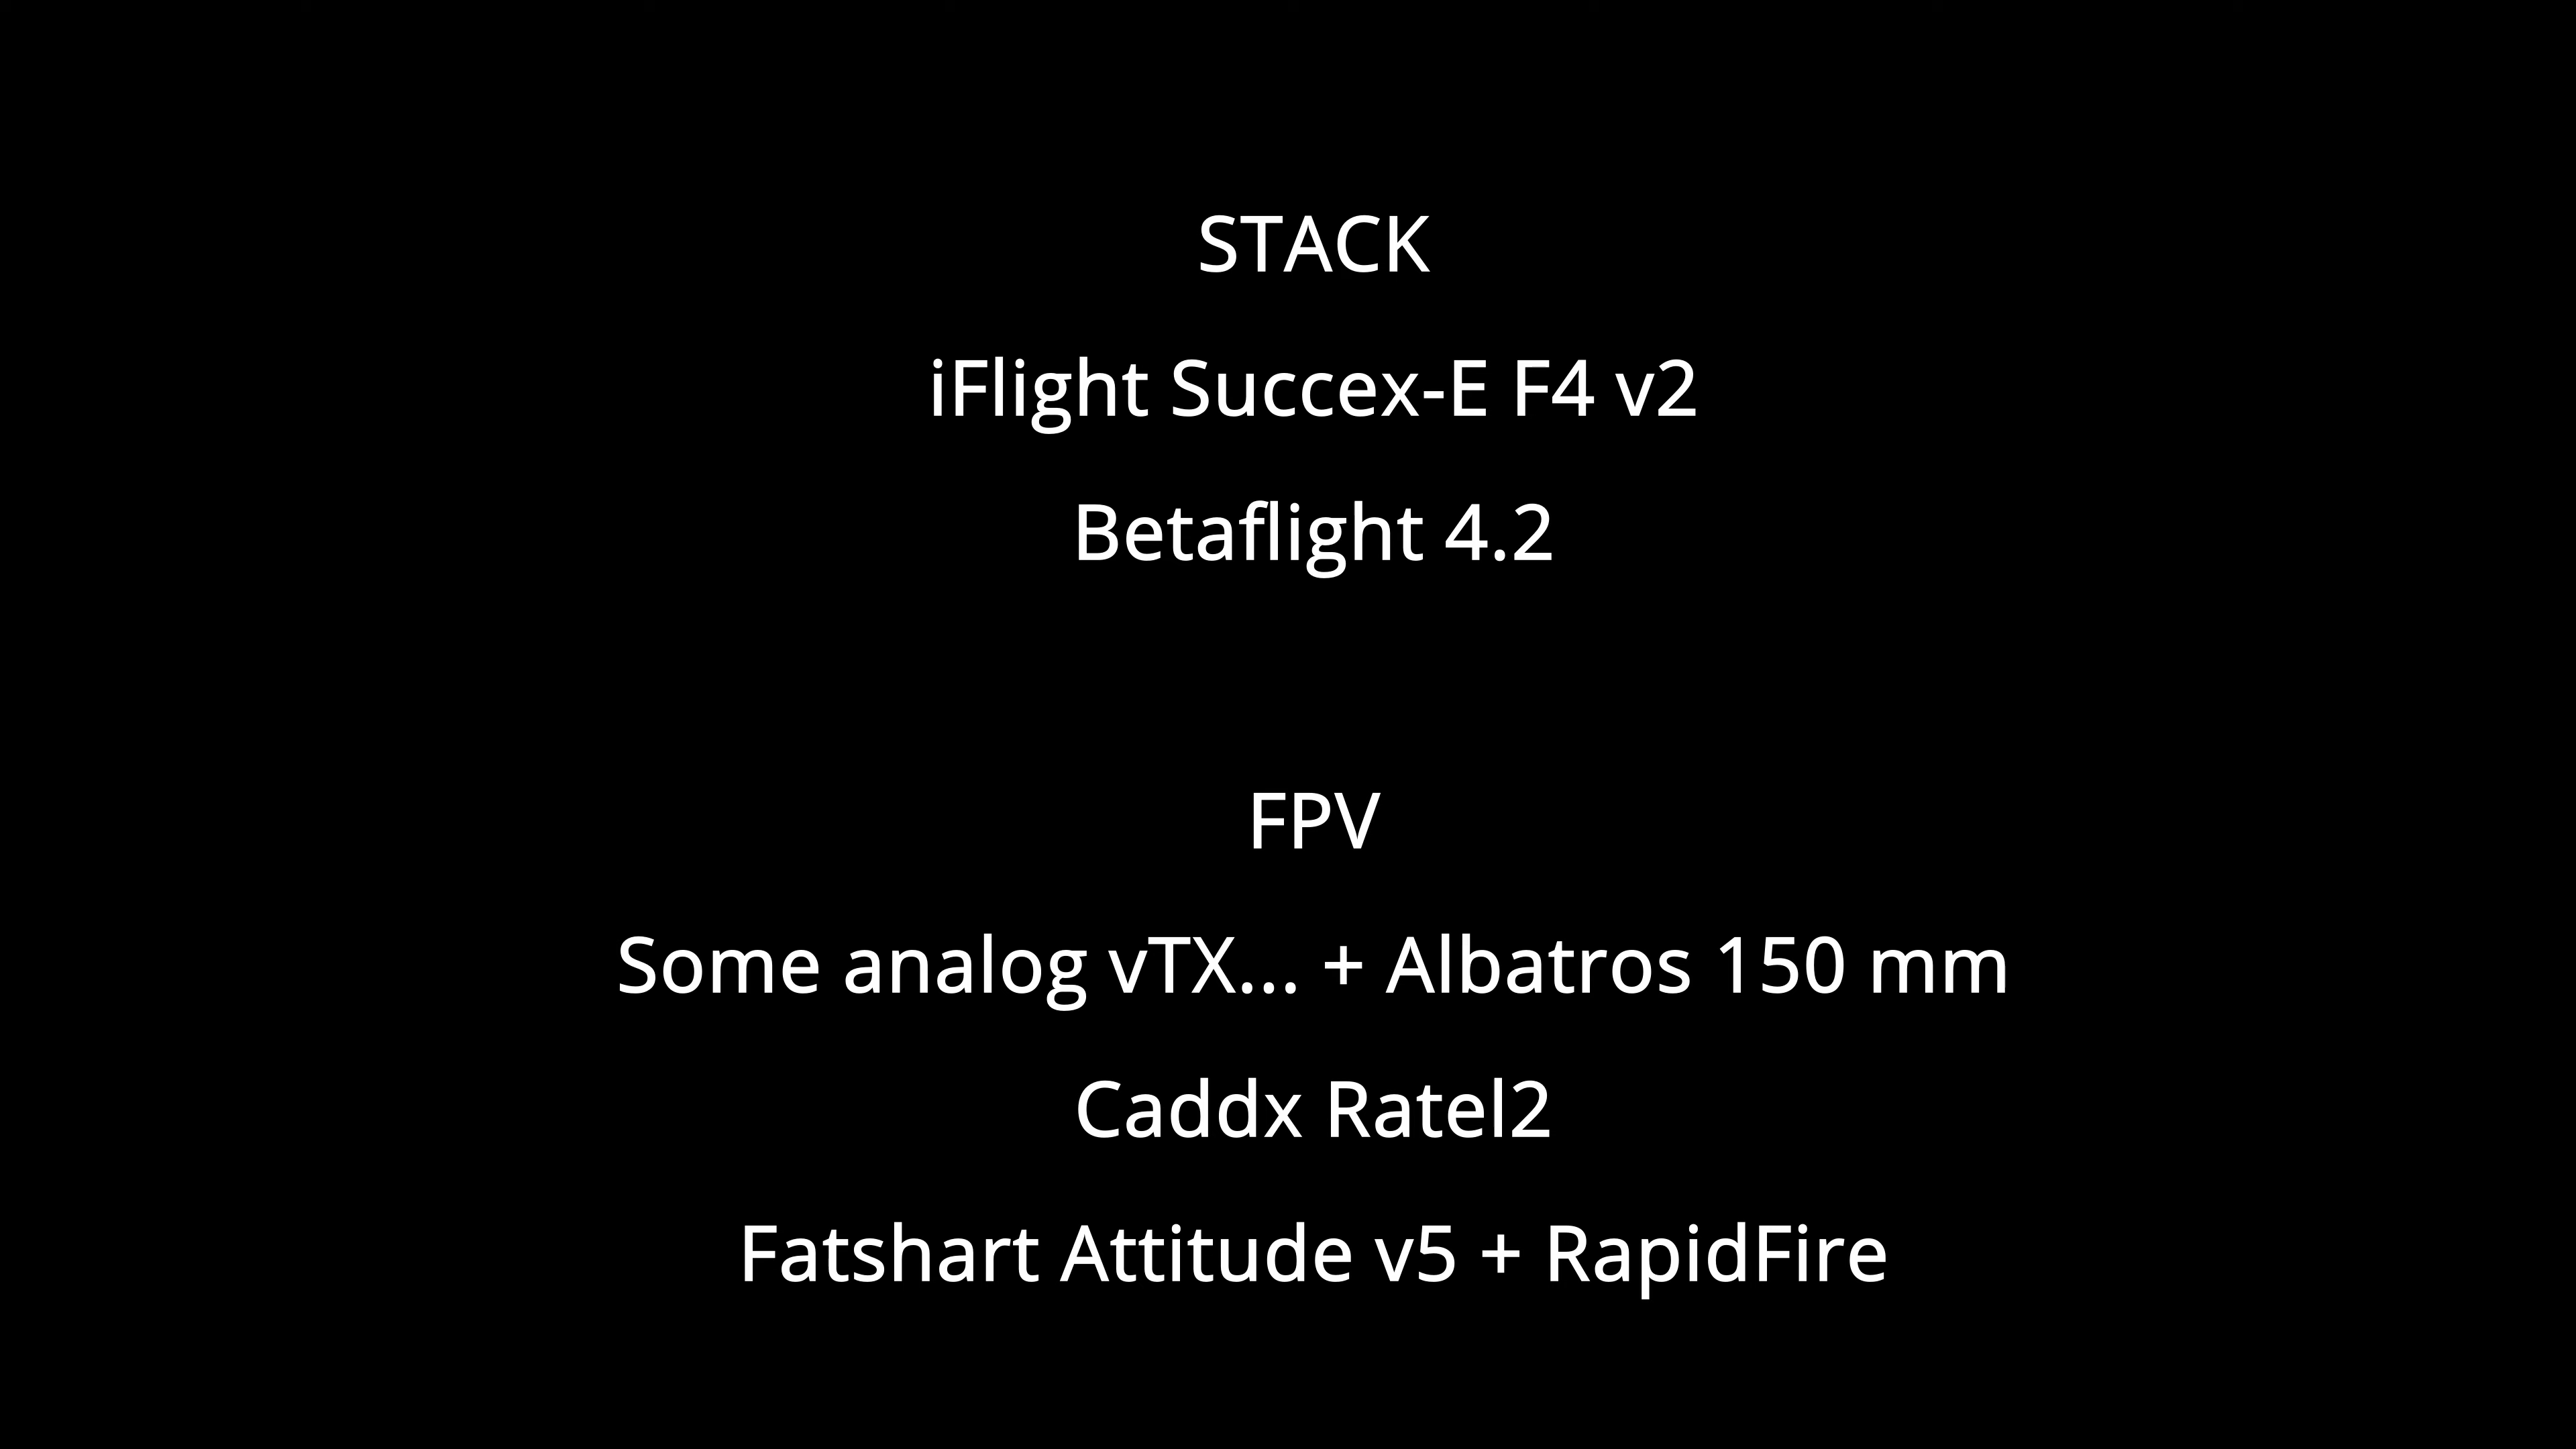 STACK
iFlight Succex-E F4 v2
Betaflight 4.2
FPV
Some analog vTX... + Albatros 150 mm
Caddx Ratel2
Fatshart Attitude v5 + RapidFire